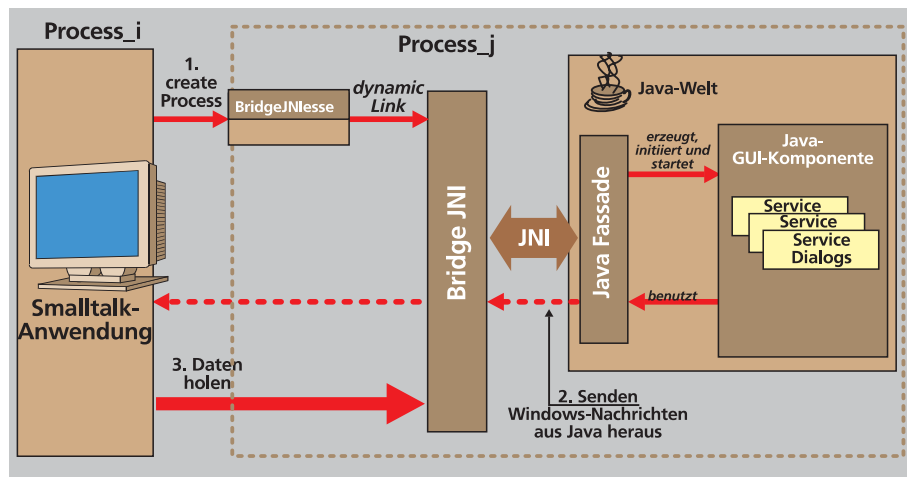 Process_i
Process_j
1.
create
Process
BridgeJNIesse
dynamic
Link
Java-Welt
erzeugt,
initiiert und
startet
Java-
GUI-Komponente
Service
Service
Service
Dialogs
Bridge JNI
JNI
Java Fassade
benutzt
Smalltalk-
Anwendung
3. Daten
holen
2. Senden
Windows-Nachrichten
aus Java heraus